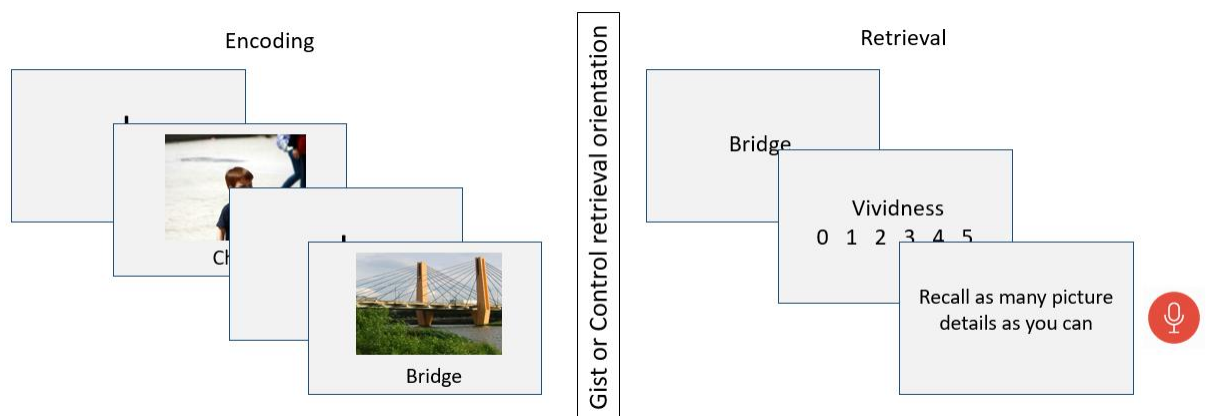 Encoding
Ch
Bridge
Gist or Control retrieval orientation
Retrieval
Bridge
Vividness
0 1 2 3 4 5
Recall as many picture
details as you can